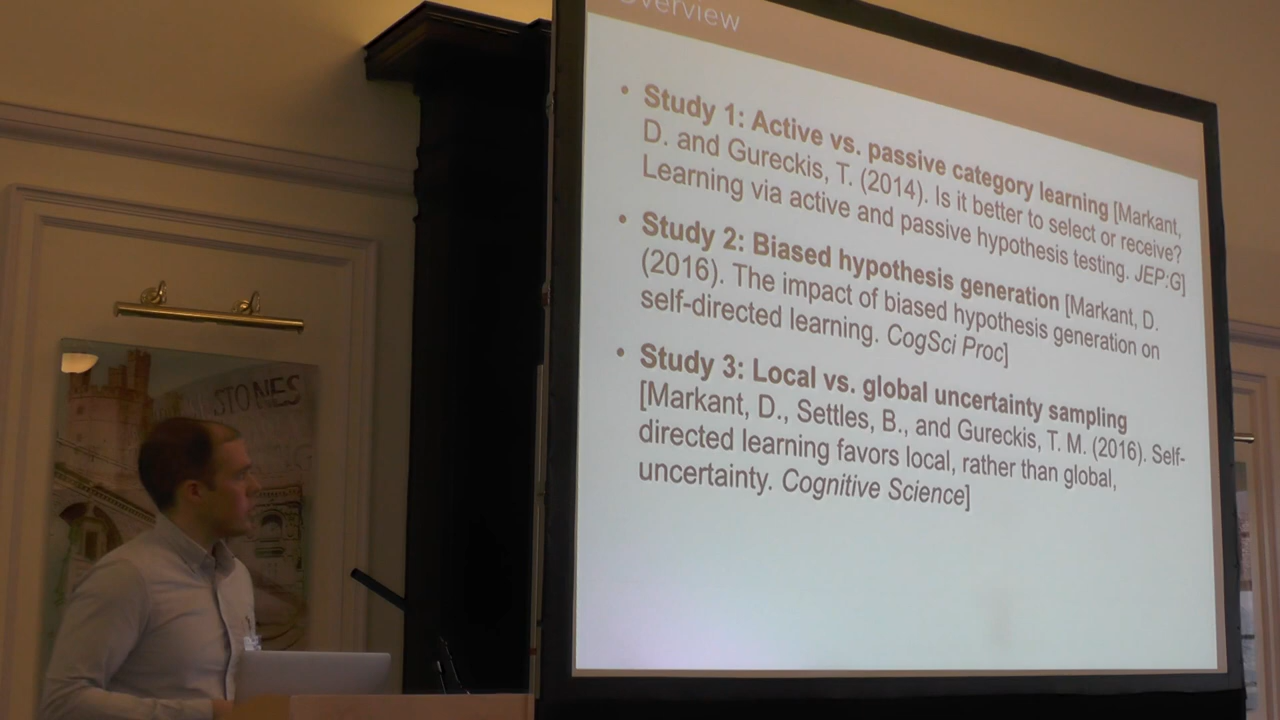 Overview
• Study 1: Active vs. passive category learning [Markant,
D. and Gureckis, T. (2014). Is it better to select or receive?
Learning via active and passive hypothesis testing. JEP:G]
• Study 2: Biased hypothesis generation [Markant, D.
(2016). The impact of biased hypothesis generation on
self-directed learning. CogSci Proc]
• Study 3: Local vs. global uncertainty sampling
[Markant, D., Settles, B., and Gureckis, T. M. (2016). Self-
directed learning favors local, rather than global,
uncertainty. Cognitive Science]
STONES